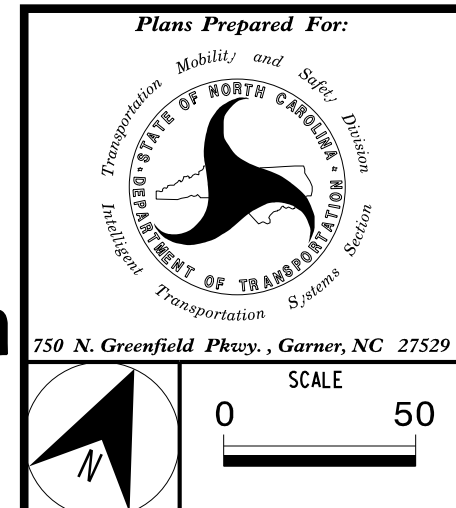 Plans Prepared For:
Transportation Mobility and Safety Division
STATE OF NORTH CAROLINA
DEPARTMENT OF TRANSPORTATION
Intelligent Transportation Systems Section
750 N. Greenfield Pkwy. , Garner, NC 27529
N
SCALE
0 50